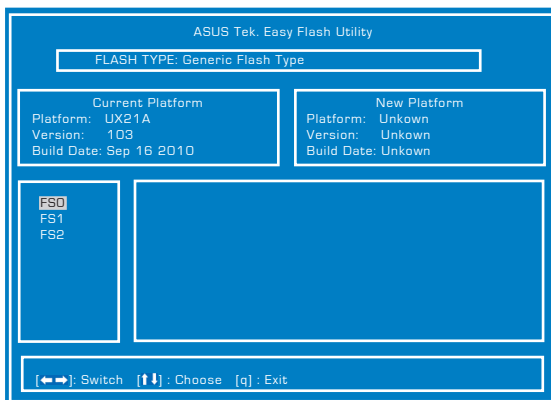 ASUS Tek. Easy Flash Utility
FLASH TYPE: Generic Flash Type
Current Platform
Platform: UX21A
Version: 103
Build Date: Sep 16 2010
New Platform
Platform: Unkown
Version: Unkown
Build Date: Unkown
FS0
FS1
FS2
[←→]: Switch [↑↓] : Choose [q] : Exit